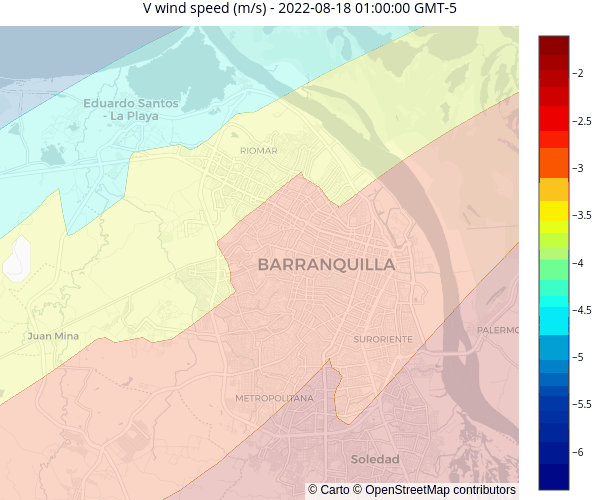 V wind speed (m/s) - 2022-08-18 01:00:00 GMT-5
Eduardo Santos
- La Playa
RIOMAR
BARRANQUILLA
Juan Mina
SURORIENTE
PALERMO
METROPOLITANA
Soledad
© Carto © OpenStreetMap contributors
−2
−2.5
−3
−3.5
−4
−4.5
−5
−5.5
−6